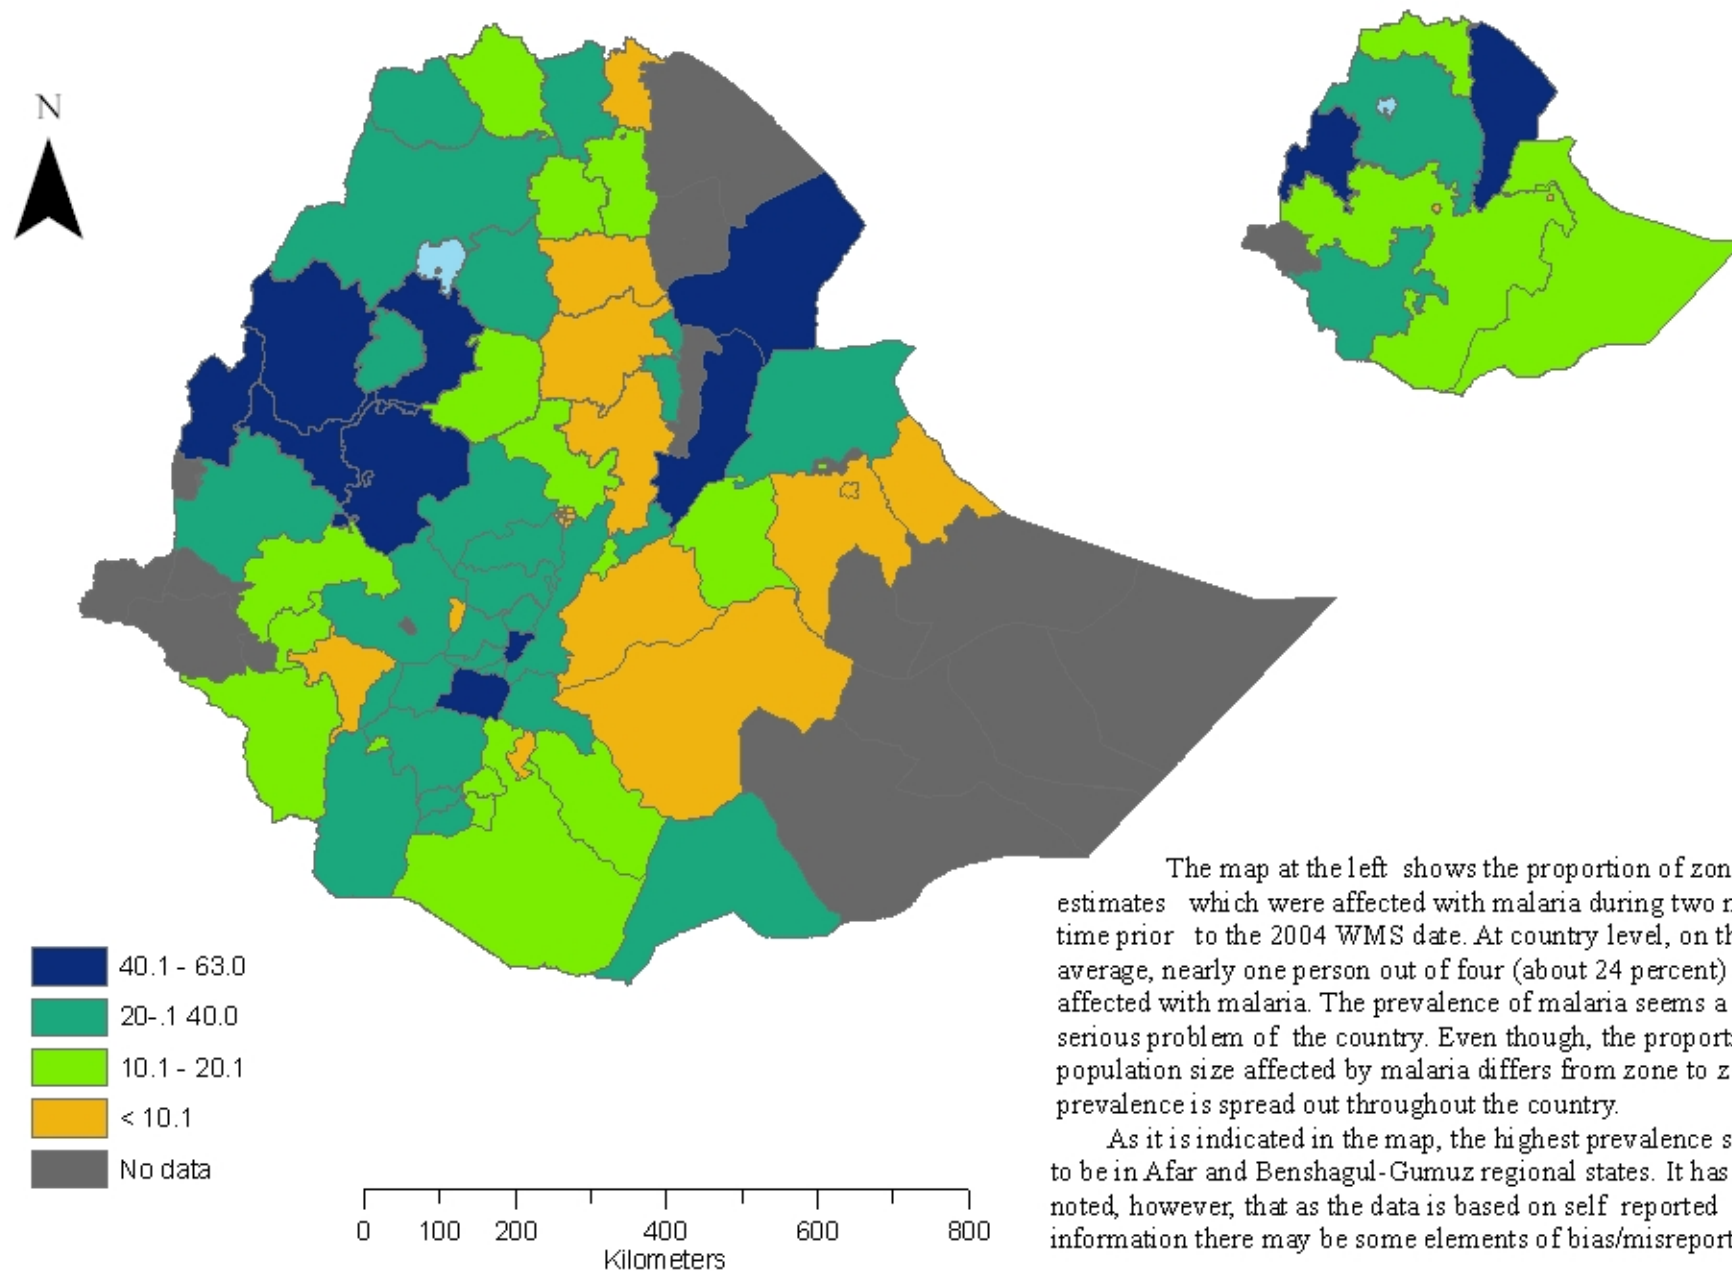 N
40.1 - 63.0
20-.1 40.0
10.1 - 20.1
< 10.1
No data
0 100 200 400 600 800
Kilometers
The map at the left shows the proportion of zon
estimates which were affected with malaria during two
time prior to the 2004 WMS date. At country level, on th
average, nearly one person out of four (about 24 percent)
affected with malaria. The prevalence of malaria seems a
serious problem of the country. Even though, the proport
population size affected by malaria differs from zone to z
prevalence is spread out throughout the country.
As it is indicated in the map, the highest prevalence s
to be in Afar and Benshagul-Gumuz regional states. It has
noted, however, that as the data is based on self reported
information there may be some elements of bias/misreport